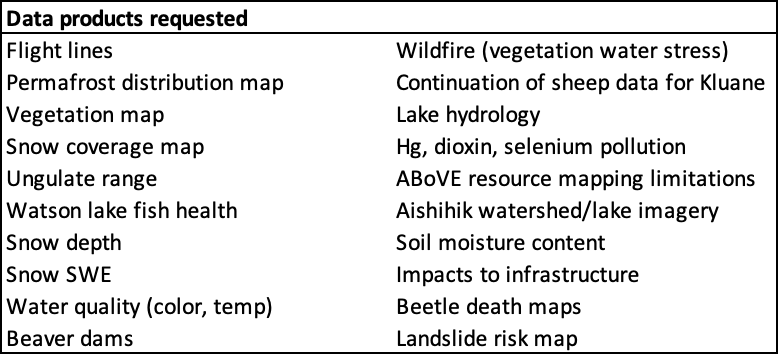 Data products requested
Flight lines Wildfire (vegetation water stress)
Permafrost distribution map Continuation of sheep data for Kluane
Vegetation map Lake hydrology
Snow coverage map Hg, dioxin, selenium pollution
Ungulate range ABoVE resource mapping limitations
Watson lake fish health Aishihik watershed/lake imagery
Snow depth Soil moisture content
Snow SWE Impacts to infrastructure
Water quality (color, temp) Beetle death maps
Beaver dams Landslide risk map